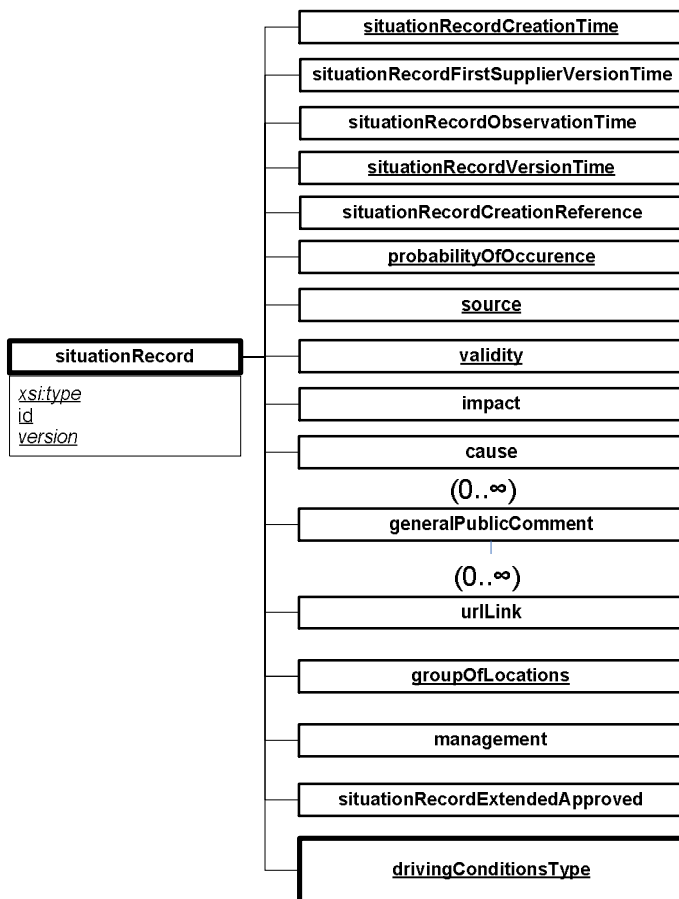 situationRecordCreationTime
situationRecordFirstSupplierVersionTime
situationRecordObservationTime
situationRecordVersionTime
situationRecordCreationReference
probabilityOfOccurence
source
situationRecord
validity
xsi:type
id
version
impact
cause
(0..∞)
generalPublicComment
(0..∞)
urlLink
groupOfLocations
management
situationRecordExtendedApproved
drivingConditionsType